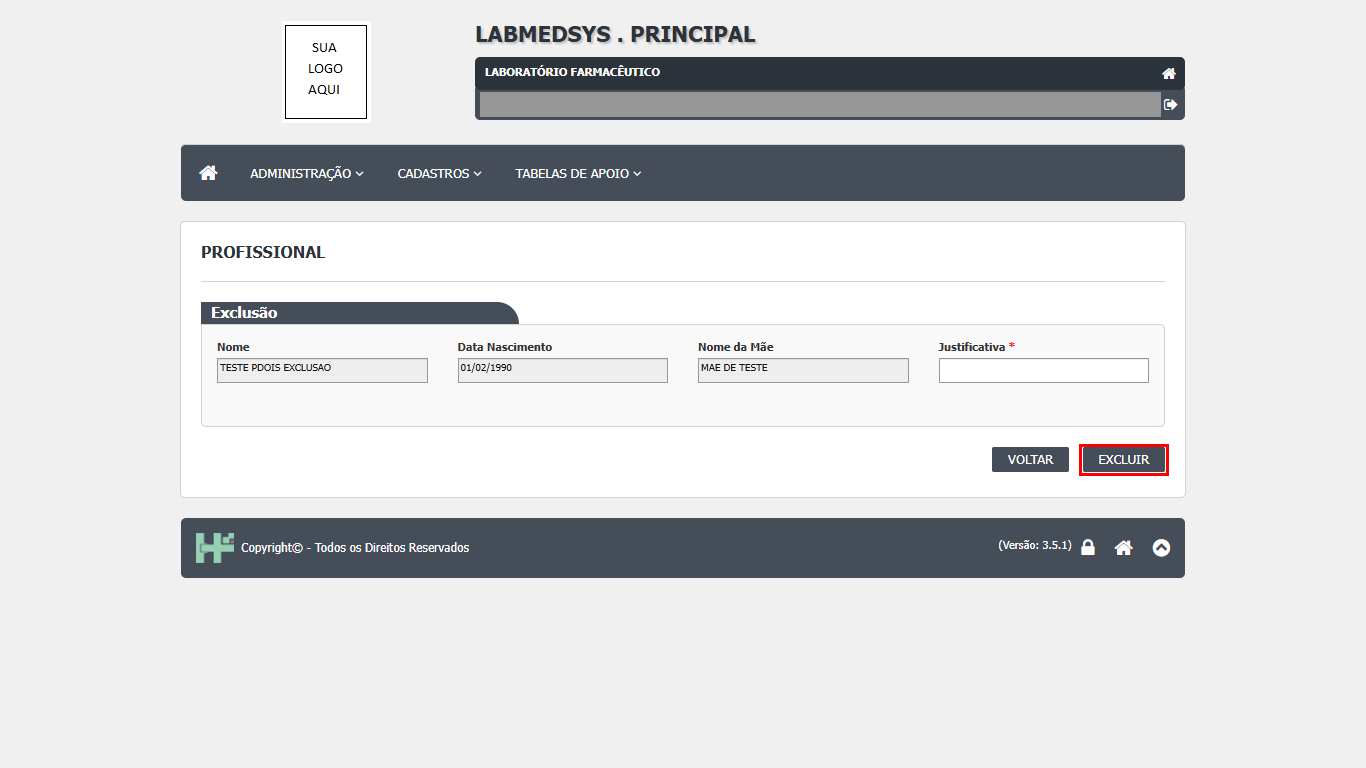 SUA
LOGO
AQUI
LABMEDSYS . PRINCIPAL
LABORATÓRIO FARMACÊUTICO
ADMINISTRAÇÃO CADASTROS TABELAS DE APOIO
PROFISSIONAL
Exclusão
Nome Data Nascimento Nome da Mãe Justificativa *
TESTE PDOIS EXCLUSAO 01/02/1990 MAE DE TESTE
VOLTAR EXCLUIR
Copyright© - Todos os Direitos Reservados (Versão: 3.5.1)